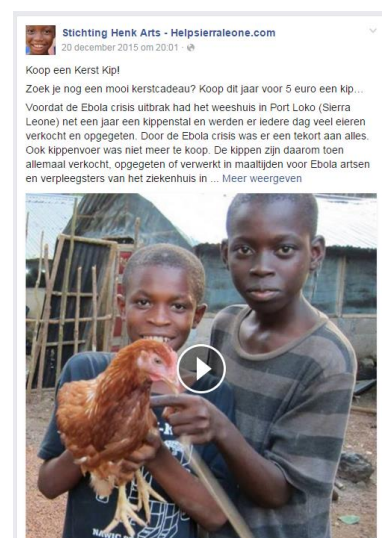 Stichting Henk Arts - Helpsierraleone.com
20 december 2015 om 20:01 ·
Koop een Kerst Kip!
Zoek je nog een mooi kerstcadeau? Koop dit jaar voor 5 euro een kip...
Voordat de Ebola crisis uitbrak had het weeshuis in Port Loko (Sierra
Leone) net een jaar een kippenstal en werden er iedere dag veel eieren
verkocht en opgegeten. Door de Ebola crisis was er een tekort aan alles.
Ook kippenvoer was niet meer te koop. De kippen zijn daarom toen
allemaal verkocht, opgegeten of verwerkt in maaltijden voor Ebola artsen
en verpleegsters van het ziekenhuis in ... Meer weergeven